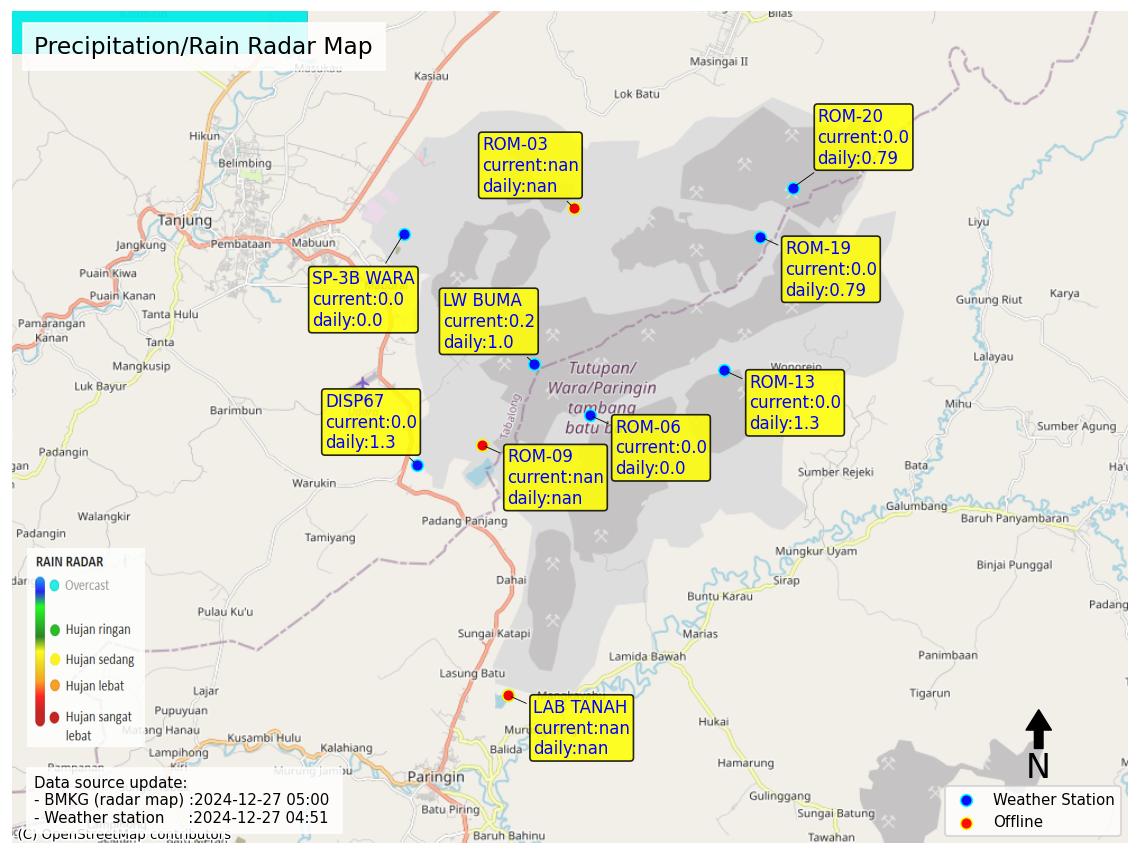 Precipitation/Rain Radar Map
Bilas
Masingai II
Kasiau
Lok Batu
Hikun
Belimbing
ROM-20
current:0.0
daily:0.79
ROM-03
current:nan
daily:nan
Tanjung
Jangkung
Pembataan
Mabuun
Liyu
ROM-19
current:0.0
daily:0.79
Puain Kiwa
Puain Kanan
SP-3B WARA
current:0.0
daily:0.0
LW BUMA
current:0.2
daily:1.0
Gunung Riut
Karya
Tanta Hulu
Pamarangan
Kanan
Tanta
Mangkusip
Lalayau
Luk Bayur
Tutupan/
Wara/Paringin
tambang
batu b
Wonorejo
ROM-13
current:0.0
daily:1.3
Barimbun
DISP67
current:0.0
daily:1.3
Tabalong
ROM-06
current:0.0
daily:0.0
Mihu
Sumber Agung
Padangin
ROM-09
current:nan
daily:nan
Warukin
Sumber Rejeki
Bata
Galumbang
Baruh Panyambaran
Walangkir
Padangin
Padang Panjang
Tamiyang
Mungkur Uyam
Binjai Punggal
RAIN RADAR
Overcast
Hujan ringan
Hujan sedang
Hujan lebat
Hujan sangat
lebat
Dahai
Sirap
Buntu Karau
Padang
Pulau Ku'u
Sungai Katapi
Marias
Lamida Bawah
Panimbaan
Lasung Batu
Tigarun
Lajar
Pupuyuan
Matang Hanau
LAB TANAH
current:nan
daily:nan
Hukai
Kusambi Hulu
Lampihong
Kalahiang
Balida
Hamarung
Murung Jambu
Paringin
N
Data source update:
- BMKG (radar map) :2024-12-27 05:00
- Weather station :2024-12-27 04:51
(C) OpenStreetMap contributors
Batu Piring
Baruh Bahinu
Gulinggang
Sungai Batung
Tawahan
Weather Station
Offline